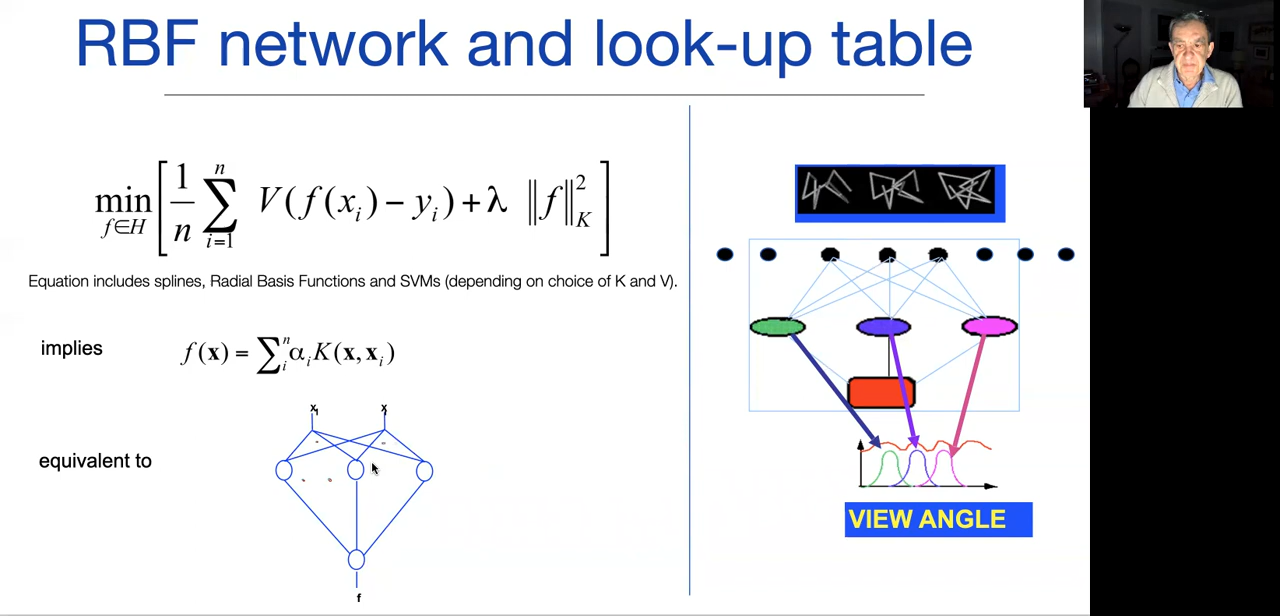 RBF network and look-up table
min f∈H [ 1/n ∑ i=1 n V(f(xᵢ) − yᵢ) + λ ‖f‖²_K ]
Equation includes splines, Radial Basis Functions and SVMs (depending on choice of K and V).
implies
f(x) = ∑ᵢⁿ αᵢK(x, xᵢ)
equivalent to
x x
f
VIEW ANGLE